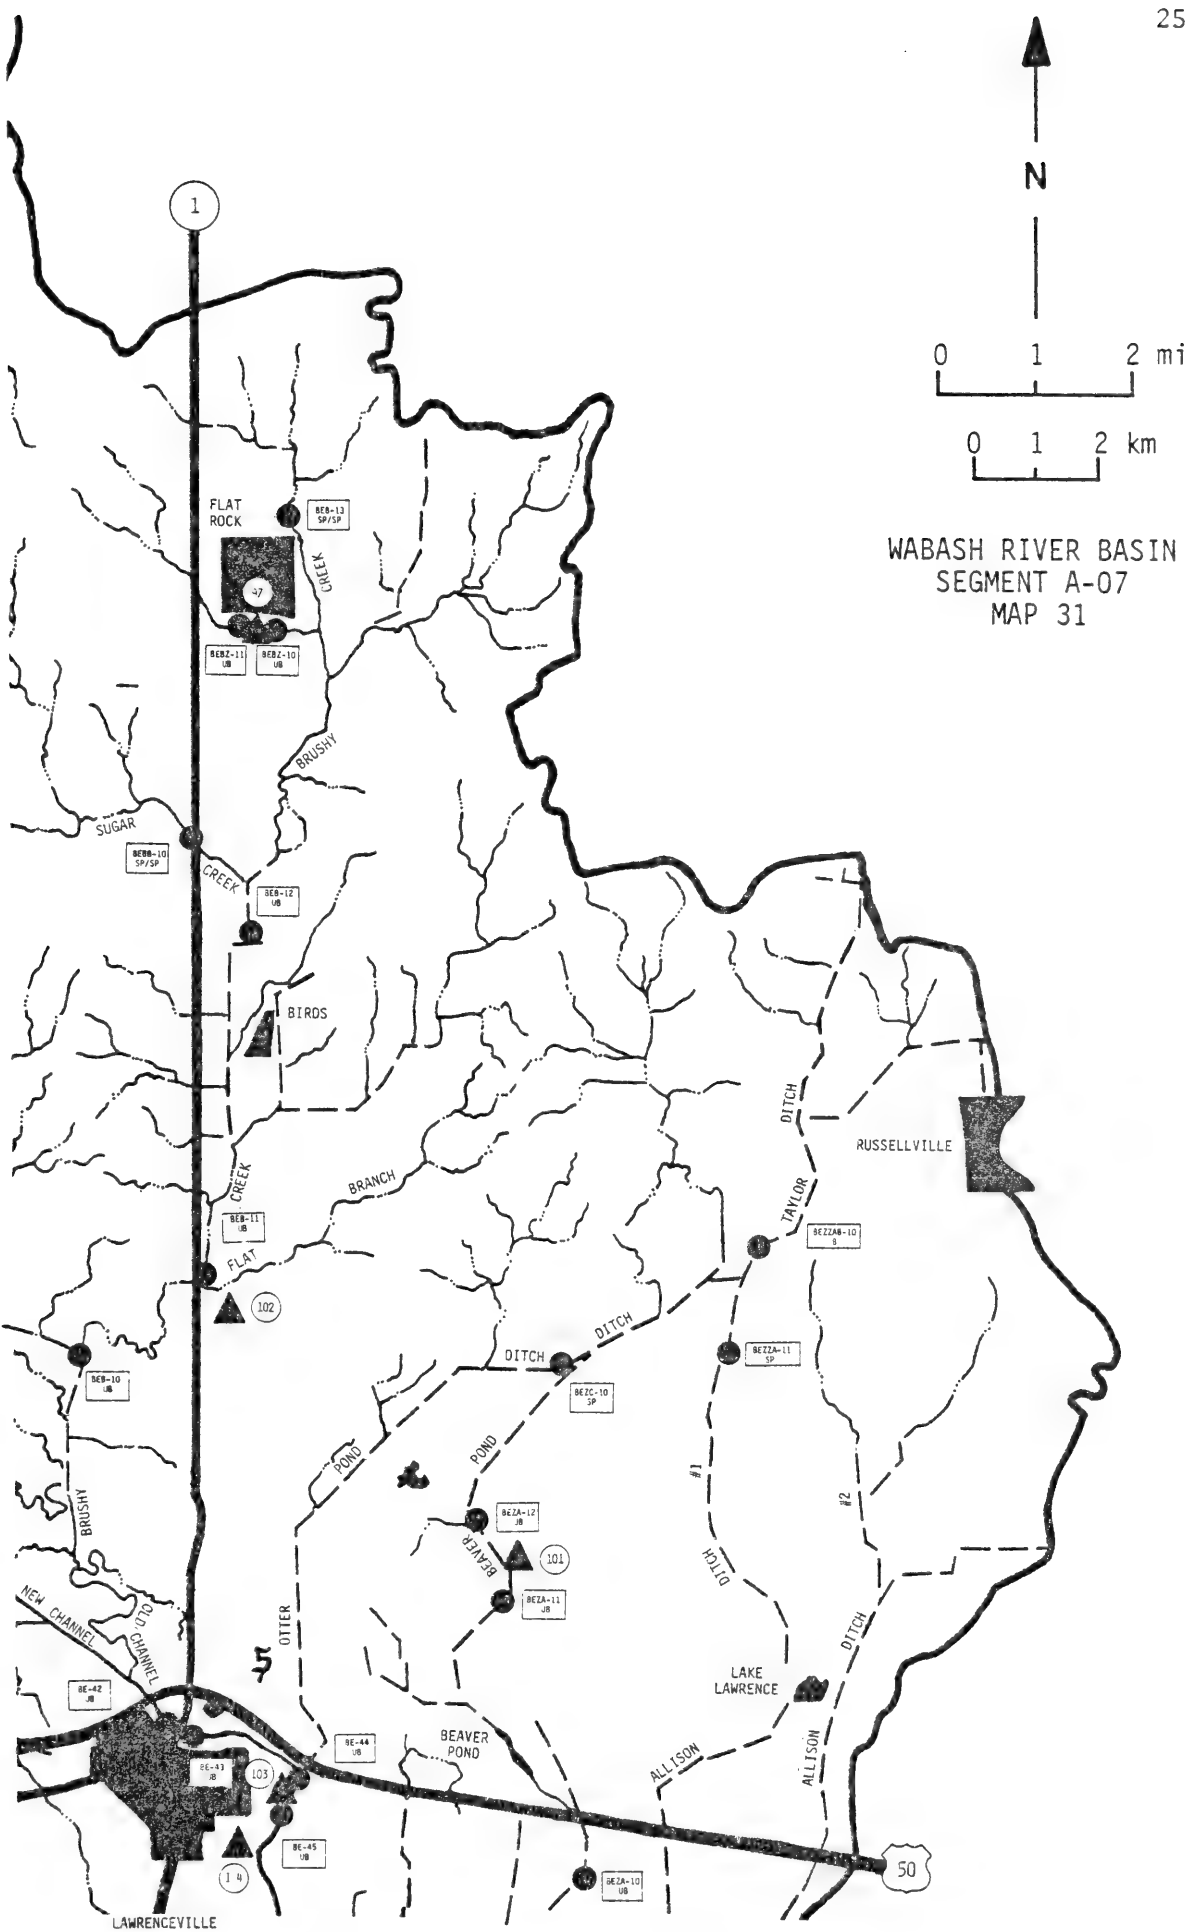 25
1
N
0 1 2 mi
0 1 2 km
WABASH RIVER BASIN
SEGMENT A-07
MAP 31
FLAT
ROCK
BEB-13
SP/SP
CREEK
47
BEBZ-11
UB
BEBZ-10
UB
BRUSHY
SUGAR
CREEK
BEBB-10
SP/SP
BEB-12
UB
BIRDS
DITCH
TAYLOR
RUSSELLVILLE
CREEK
BRANCH
BEB-11
UB
FLAT
BEZZAB-10
B
102
DITCH
DITCH
BEZZA-11
SP
BEB-10
UB
BEZC-10
SP
POND
POND
#1
#2
BRUSHY
BEZA-12
JB
BEAVER
101
BEZA-11
JB
DITCH
NEW CHANNEL
OLD CHANNEL
OTTER
5
DITCH
LAKE
LAWRENCE
BE-42
JB
BE-44
UB
BEAVER
POND
ALLISON
ALLISON
BE-43
JB
103
BE-45
UB
50
BEZA-10
UB
LAWRENCEVILLE